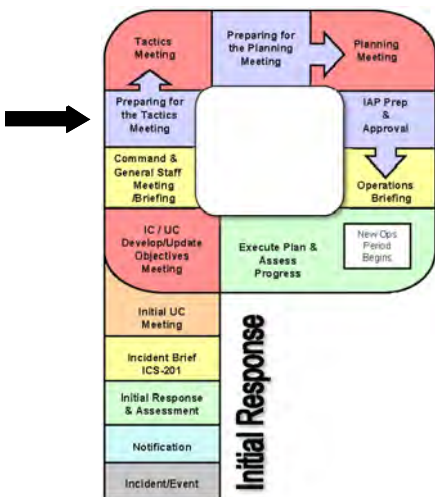 Tactics
Meeting
Preparing for
the Planning
Meeting
Planning
Meeting
Preparing for
the Tactics
Meeting
IAP Prep
&
Approval
Command &
General Staff
Meeting
/Briefing
Operations
Briefing
IC / UC
Develop/Update
Objectives
Meeting
Execute Plan &
Assess
Progress
New Ops
Period
Begins
Initial UC
Meeting
Incident Brief
ICS-201
Initial Response
& Assessment
Notification
Incident/Event
Initial Response